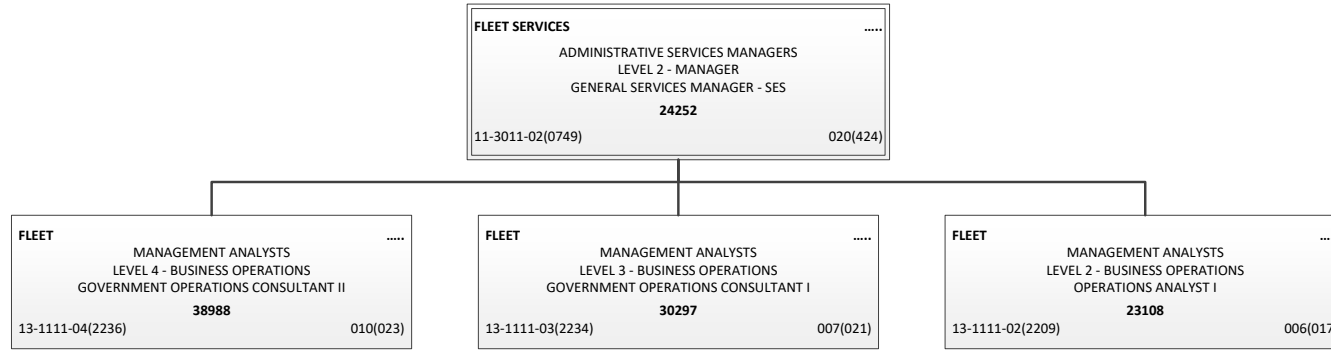 FLEET SERVICES …..
ADMINISTRATIVE SERVICES MANAGERS
LEVEL 2 - MANAGER
GENERAL SERVICES MANAGER - SES
24252
11-3011-02(0749) 020(424)
FLEET …..
MANAGEMENT ANALYSTS
LEVEL 4 - BUSINESS OPERATIONS
GOVERNMENT OPERATIONS CONSULTANT II
38988
13-1111-04(2236) 010(023)
FLEET …..
MANAGEMENT ANALYSTS
LEVEL 3 - BUSINESS OPERATIONS
GOVERNMENT OPERATIONS CONSULTANT I
30297
13-1111-03(2234) 007(021)
FLEET …
MANAGEMENT ANALYSTS
LEVEL 2 - BUSINESS OPERATIONS
OPERATIONS ANALYST I
23108
13-1111-02(2209) 006(017